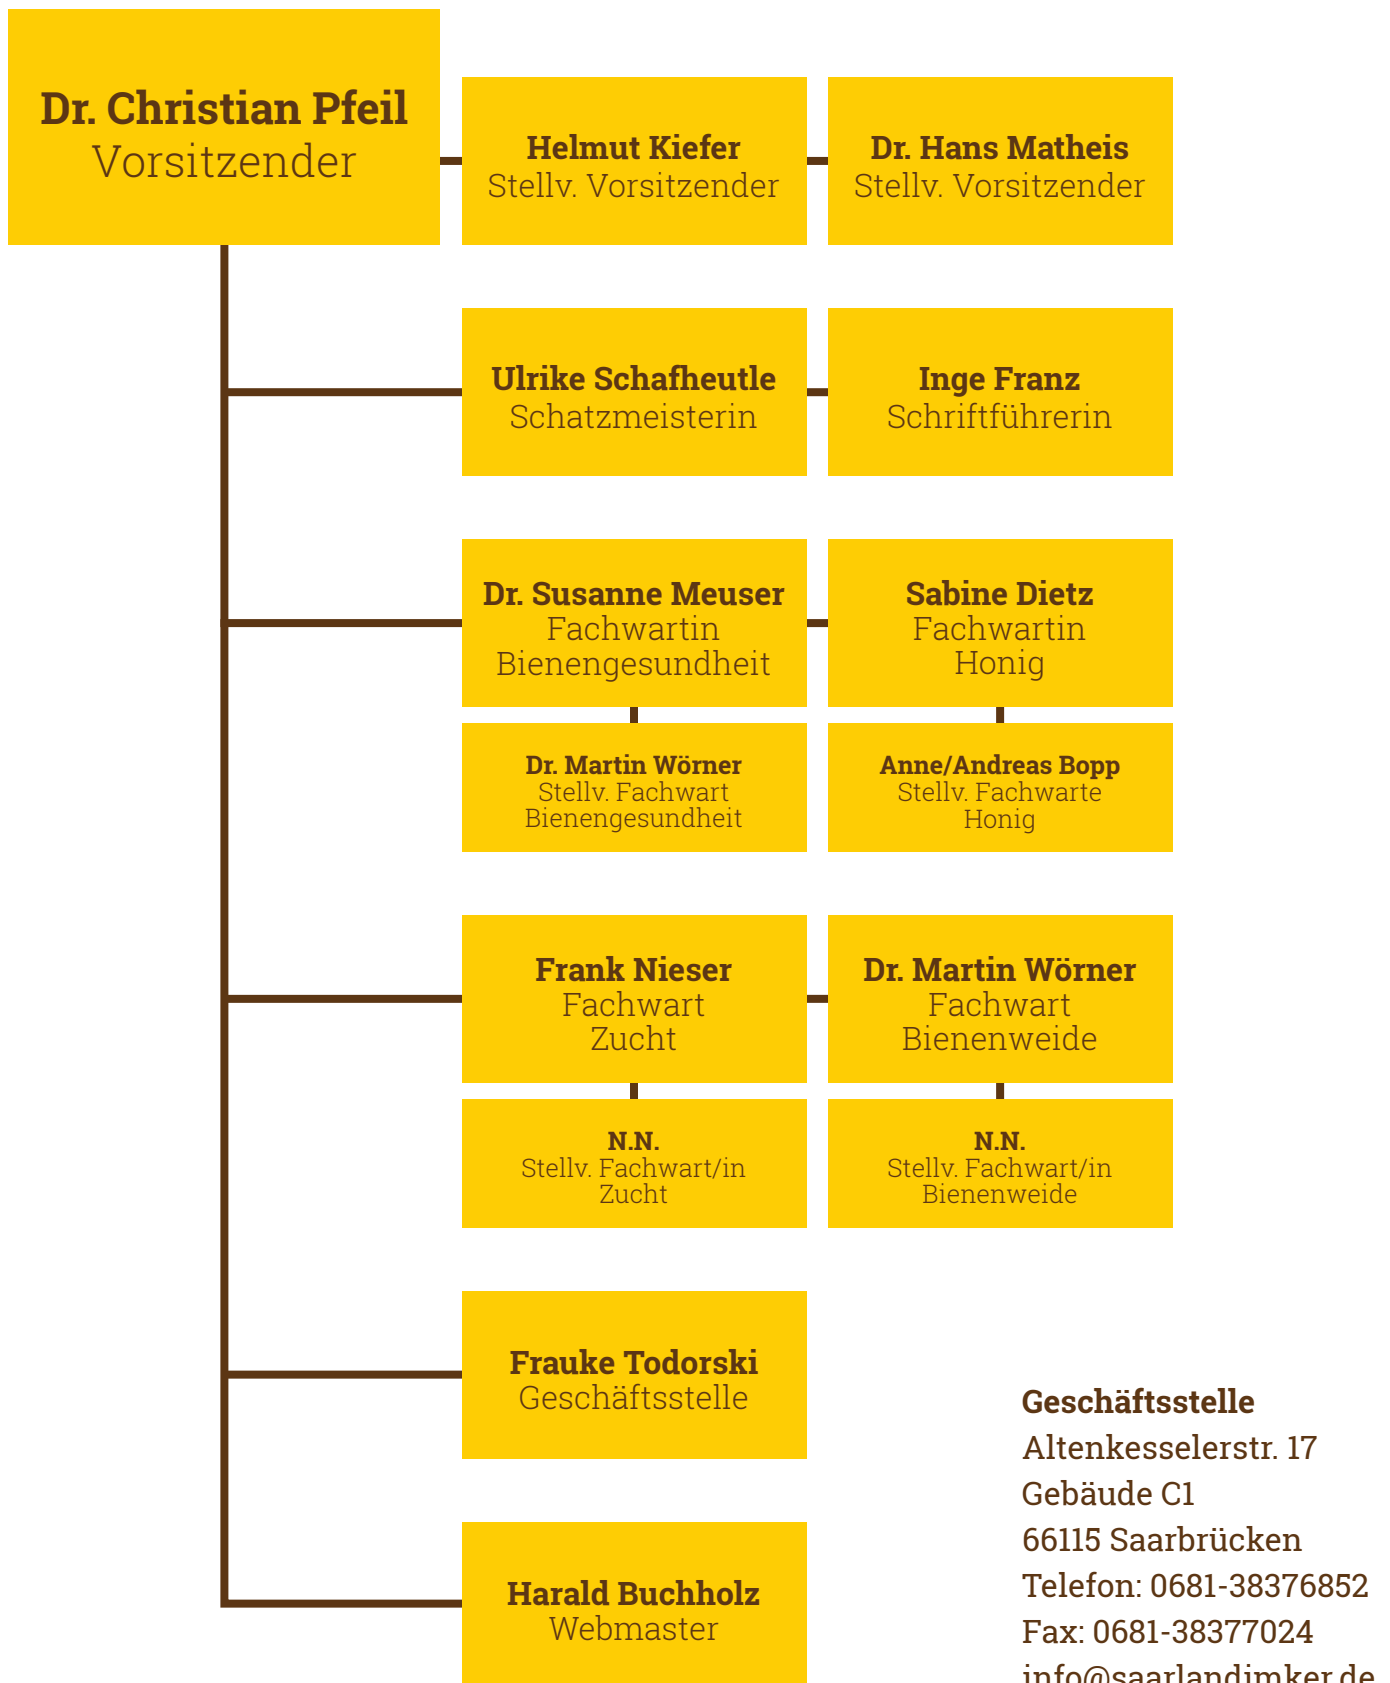 Dr. Christian Pfeil
Vorsitzender
Helmut Kiefer
Stellv. Vorsitzender
Dr. Hans Matheis
Stellv. Vorsitzender
Ulrike Schafheutle
Schatzmeisterin
Inge Franz
Schriftführerin
Dr. Susanne Meuser
Fachwartin
Bienengesundheit
Sabine Dietz
Fachwartin
Honig
Dr. Martin Wörner
Stellv. Fachwart
Bienengesundheit
Anne/Andreas Bopp
Stellv. Fachwarte
Honig
Frank Nieser
Fachwart
Zucht
Dr. Martin Wörner
Fachwart
Bienenweide
N.N.
Stellv. Fachwart/in
Zucht
N.N.
Stellv. Fachwart/in
Bienenweide
Frauke Todorski
Geschäftsstelle
Harald Buchholz
Webmaster
Geschäftsstelle
Altenkesselerstr. 17
Gebäude C1
66115 Saarbrücken
Telefon: 0681-38376852
Fax: 0681-38377024
info@saarlandimker.de